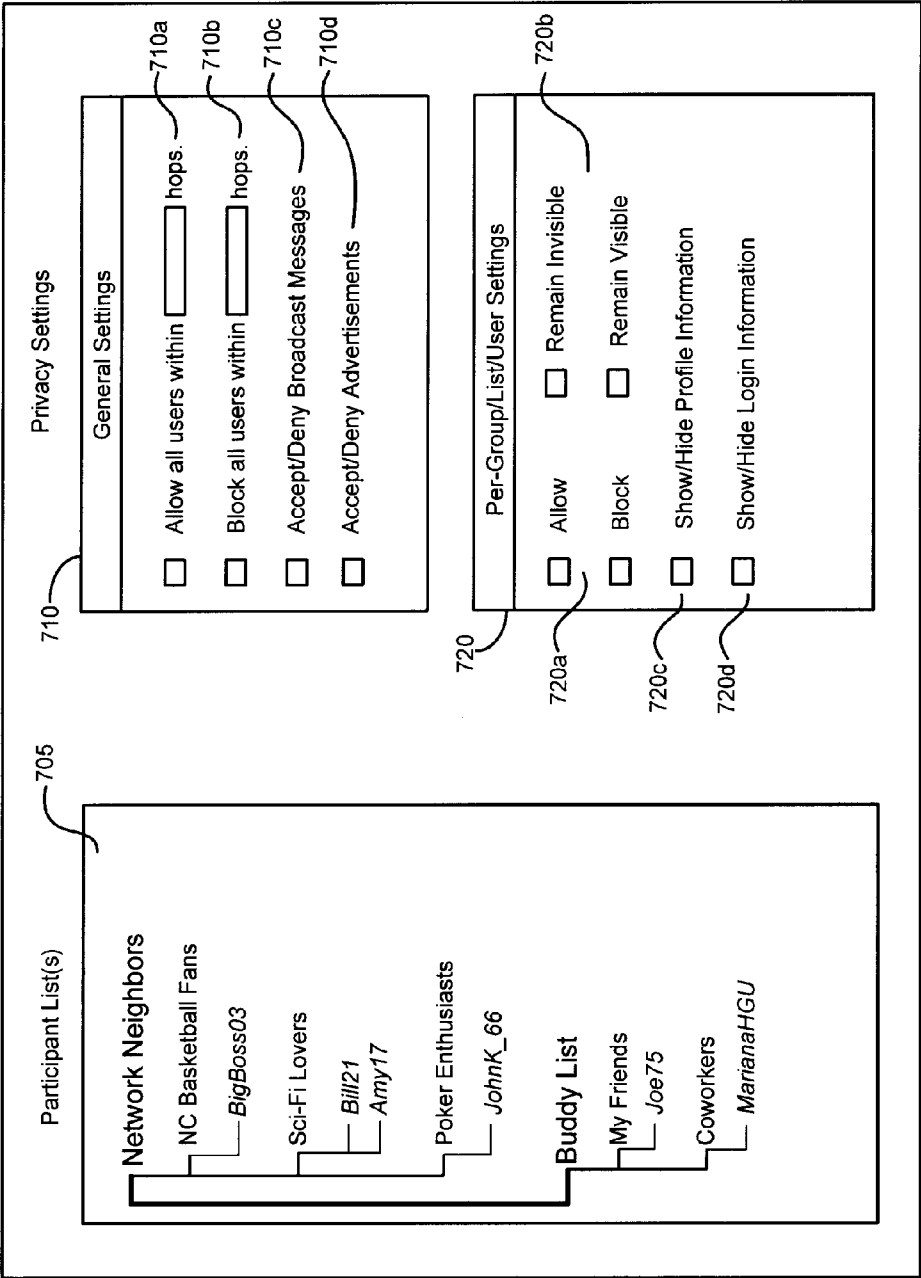 Participant List(s)
705
Network Neighbors
NC Basketball Fans
BigBoss03
Sci-Fi Lovers
Bill21
Amy17
Poker Enthusiasts
JohnK_66
Buddy List
My Friends
Joe75
Coworkers
MarianaHGU
Privacy Settings
710
General Settings
Allow all users within hops.
710a
Block all users within hops.
710b
Accept/Deny Broadcast Messages
710c
Accept/Deny Advertisements
710d
720
Per-Group/List/User Settings
720a
Allow Remain Invisible
720b
Block Remain Visible
720c
Show/Hide Profile Information
720d
Show/Hide Login Information